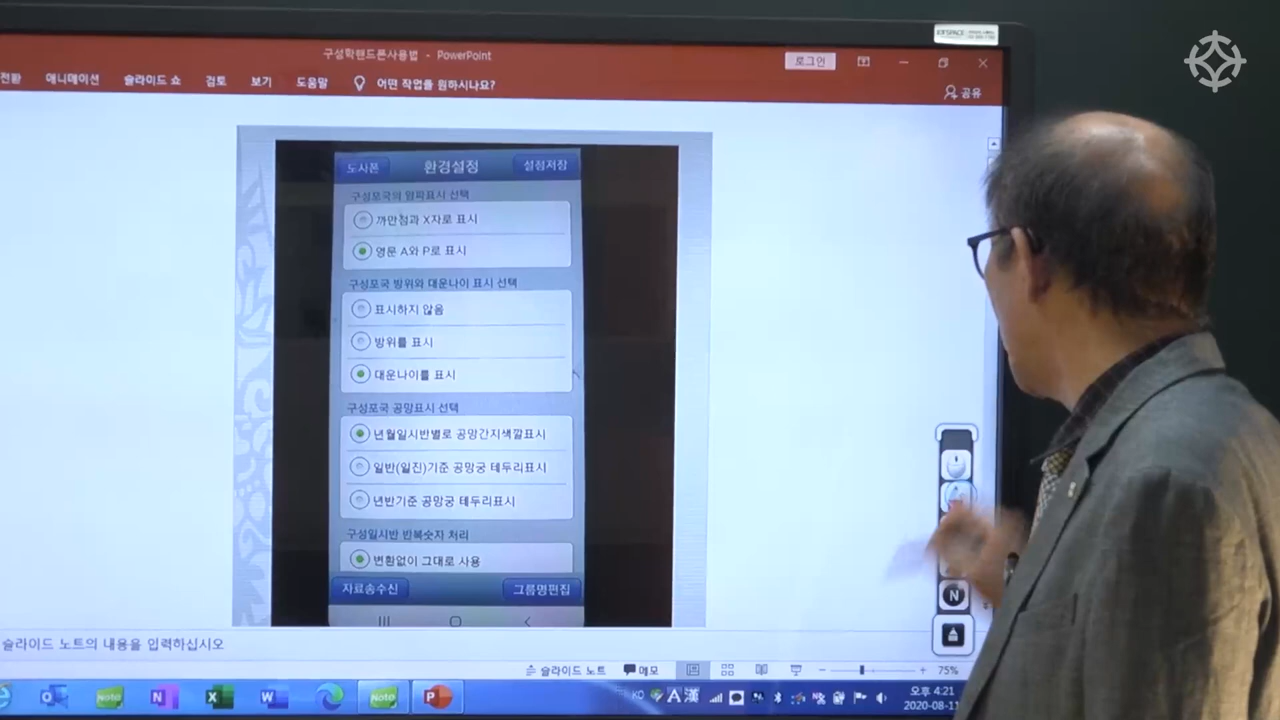 구성학핸드폰사용법 - PowerPoint
로그인
전환 애니메이션 슬라이드 쇼 검토 보기 도움말 어떤 작업을 원하시나요?
공유
도사폰 환경설정 설정저장
구성포국의 암파표시 선택
까만점과 X자로 표시
영문 A와 P로 표시
구성포국 방위와 대운나이 표시 선택
표시하지 않음
방위를 표시
대운나이를 표시
구성포국 공망표시 선택
년월일시반별로 공망간지색깔표시
일반(일진)기준 공망궁 테두리표시
년반기준 공망궁 테두리표시
구성일시반 반복숫자 처리
변환없이 그대로 사용
자료송수신 그룹명편집
슬라이드 노트의 내용을 입력하십시오
슬라이드 노트 메모 75%
KO A 漢
오후 4:21
2020-08-11